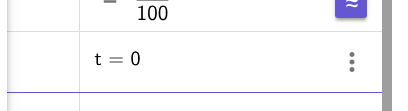 = 100
t = 0